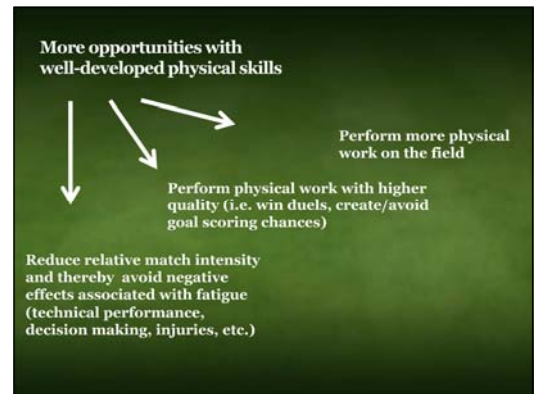 More opportunities with
well-developed physical skills
Perform more physical
work on the field
Perform physical work with higher
quality (i.e. win duels, create/avoid
goal scoring chances)
Reduce relative match intensity
and thereby avoid negative
effects associated with fatigue
(technical performance,
decision making, injuries, etc.)